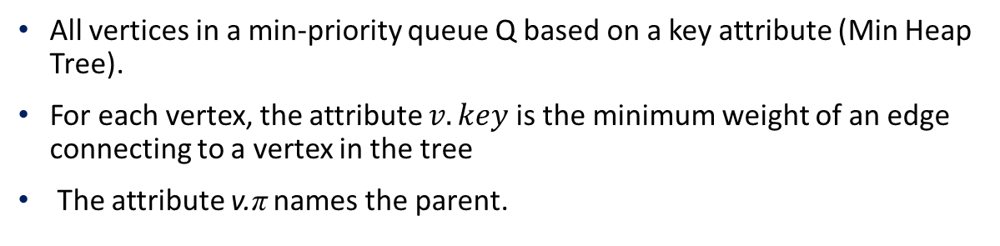 • All vertices in a min-priority queue Q based on a key attribute (Min Heap
Tree).
• For each vertex, the attribute 𝑣. 𝑘𝑒𝑦 is the minimum weight of an edge
connecting to a vertex in the tree
• The attribute v.𝜋 names the parent.